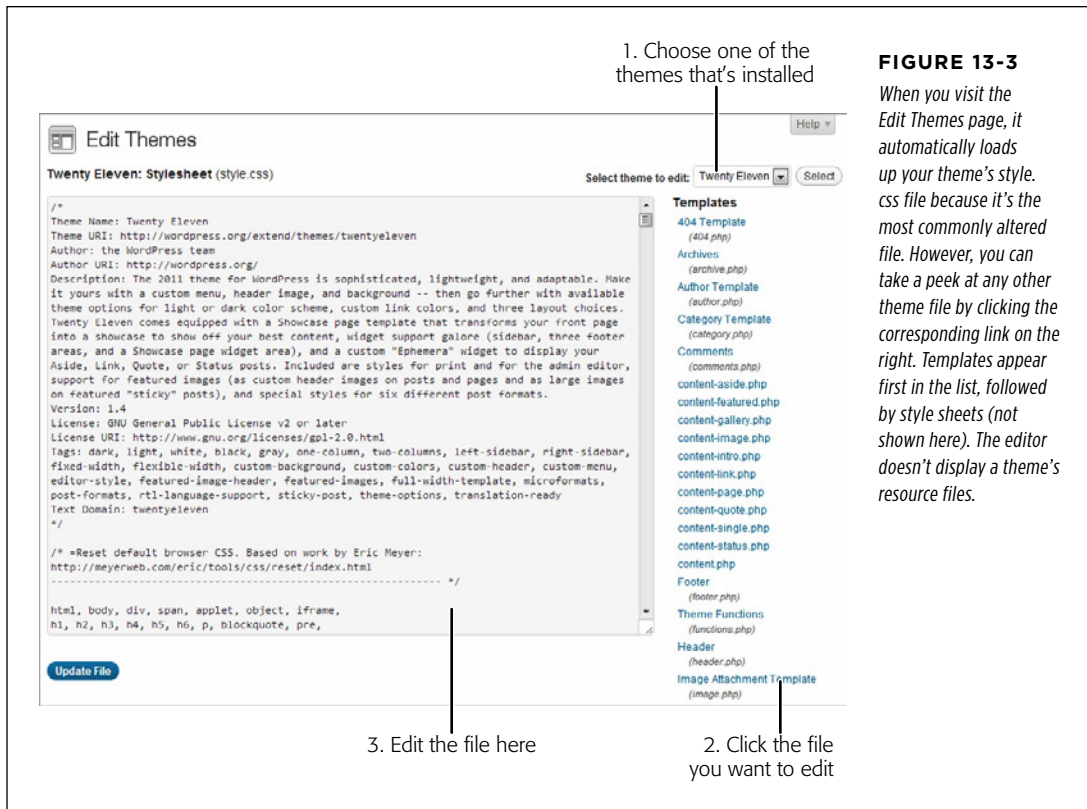 1. Choose one of the
themes that's installed
Help
Edit Themes
Twenty Eleven: Stylesheet (style.css)
Select theme to edit: Twenty Eleven Select
/*
Theme Name: Twenty Eleven
Theme URI: http://wordpress.org/extend/themes/twentyeleven
Author: the WordPress team
Author URI: http://wordpress.org/
Description: The 2011 theme for WordPress is sophisticated, lightweight, and adaptable. Make
it yours with a custom menu, header image, and background -- then go further with available
theme options for light or dark color scheme, custom link colors, and three layout choices.
Twenty Eleven comes equipped with a Showcase page template that transforms your front page
into a showcase to show off your best content, widget support galore (sidebar, three footer
areas, and a Showcase page widget area), and a custom "Ephemera" widget to display your
Aside, Link, Quote, or Status posts. Included are styles for print and for the admin editor,
support for featured images (as custom header images on posts and pages and as large images
on featured "sticky" posts), and special styles for six different post formats.
Version: 1.4
License: GNU General Public License v2 or later
License URI: http://www.gnu.org/licenses/gpl-2.0.html
Tags: dark, light, white, black, gray, one-column, two-columns, left-sidebar, right-sidebar,
fixed-width, flexible-width, custom-background, custom-colors, custom-header, custom-menu,
editor-style, featured-image-header, featured-images, full-width-template, microformats,
post-formats, rtl-language-support, sticky-post, theme-options, translation-ready
Text Domain: twentyeleven
*/
/* =Reset default browser CSS. Based on work by Eric Meyer:
http://meyerweb.com/eric/tools/css/reset/index.html
-------------------------------------------------------------- */
html, body, div, span, applet, object, iframe,
h1, h2, h3, h4, h5, h6, p, blockquote, pre,
Update File
Templates
404 Template
(404.php)
Archives
(archive.php)
Author Template
(author.php)
Category Template
(category.php)
Comments
(comments.php)
content-aside.php
content-featured.php
content-gallery.php
content-image.php
content-intro.php
content-link.php
content-page.php
content-quote.php
content-single.php
content-status.php
content.php
Footer
(footer.php)
Theme Functions
(functions.php)
Header
(header.php)
Image Attachment Template
(image.php)
3. Edit the file here
2. Click the file
you want to edit
FIGURE 13-3
When you visit the
Edit Themes page, it
automatically loads
up your theme's style.
css file because it's the
most commonly altered
file. However, you can
take a peek at any other
theme file by clicking the
corresponding link on the
right. Templates appear
first in the list, followed
by style sheets (not
shown here). The editor
doesn't display a theme's
resource files.